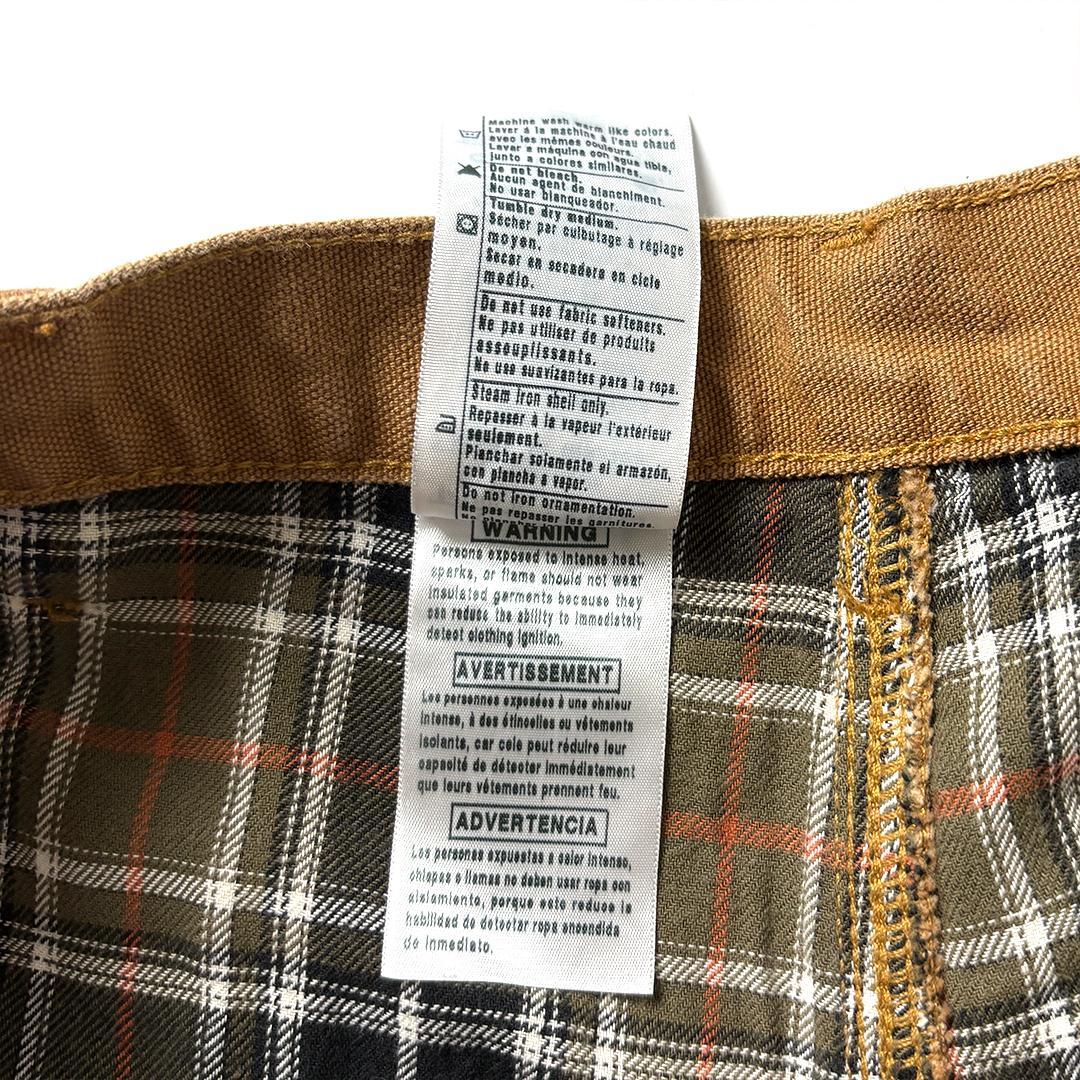 Machine wash warm like colors.
Laver à la machine à l'eau chaud
avec les mêmes couleurs.
Lavar a máquina con agua tibia,
junto a colores similares.
Do not bleach.
Aucun agent de blanchiment.
No usar blanqueador.
Tumble dry medium.
Sécher par culbutage à réglage
moyen.
Secar en secadora en ciclo
medio.
Do not use fabric softeners.
Ne pas utiliser de produits
assouplissants.
No use suavizantes para la ropa.
Steam iron shell only.
Repasser à la vapeur l'extérieur
seulement.
Planchar solamente el armazón,
con plancha a vapor.
Do not iron ornamentation.
Ne pas repasser les garnitures.
WARNING
Persons exposed to intense heat,
sparks, or flame should not wear
insulated garments because they
can reduce the ability to immediately
detect clothing ignition.
AVERTISSEMENT
Les personnes exposées à une chaleur
intense, à des étincelles ou vêtements
isolants, car cele peut réduire leur
capacité de détecter immédiatement
que leurs vêtements prennent feu.
ADVERTENCIA
Las personas expuestas a calor intenso,
chispas o llamas no deben usar ropa con
aislamiento, porque esto reduce la
habilidad de detectar ropa encendida
de inmediato.